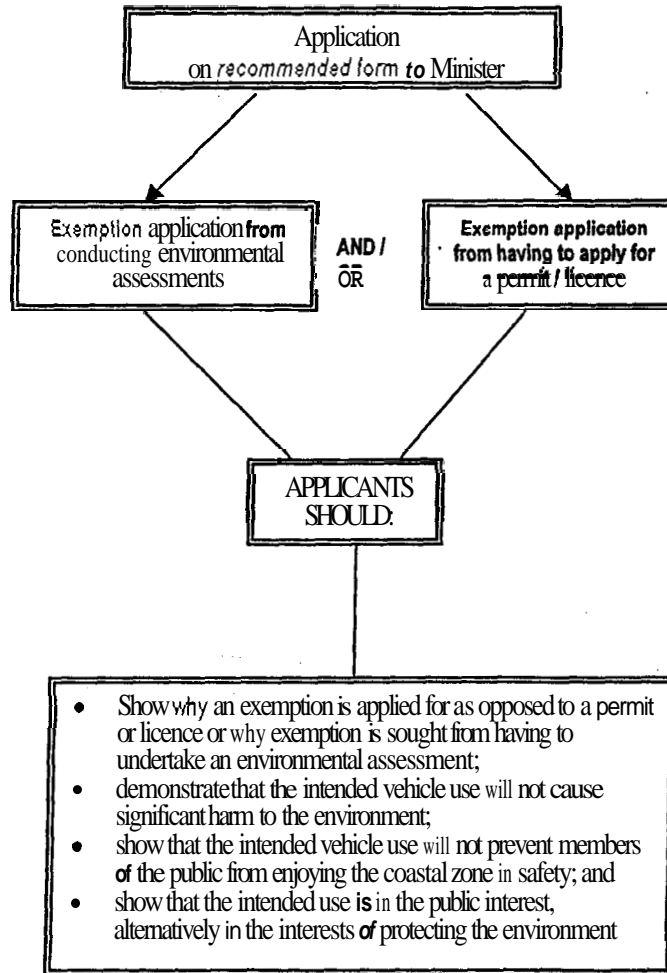 Application
on recommended form to Minister
Exemption application from
conducting environmental
assessments
AND /
OR
Exemption application
from having to apply for
a permit / licence
APPLICANTS
SHOULD:
• Show why an exemption is applied for as opposed to a permit
or licence or why exemption is sought from having to
undertake an environmental assessment;
• demonstrate that the intended vehicle use will not cause
significant harm to the environment;
• show that the intended vehicle use will not prevent members
of the public from enjoying the coastal zone in safety; and
• show that the intended use is in the public interest,
alternatively in the interests of protecting the environment